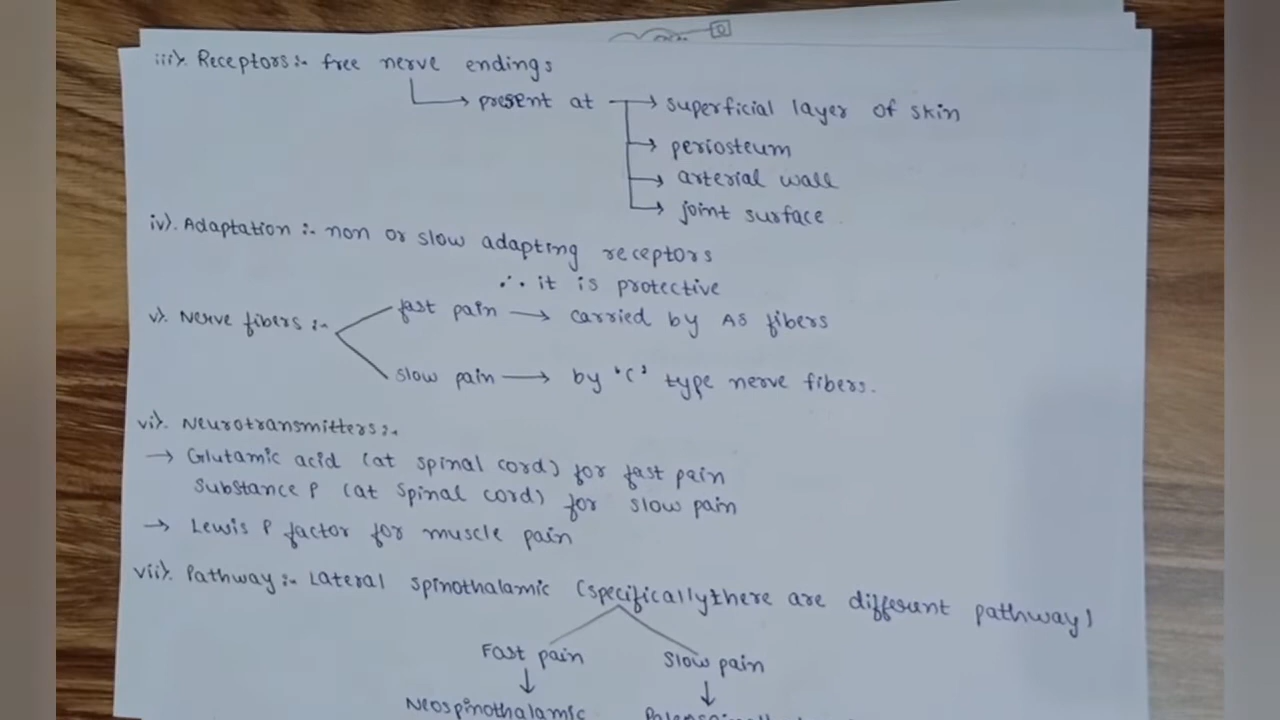 iii). Receptors :- free nerve endings
→ present at → superficial layer of skin
→ periosteum
→ arterial wall
→ joint surface
iv). Adaptation :- non or slow adapting receptors
∴ it is protective
v). Nerve fibers :-
fast pain → carried by Aδ fibers
slow pain → by 'C' type nerve fibers.
vi). Neurotransmitters :-
→ Glutamic acid (at spinal cord) for fast pain
Substance P (at spinal cord) for slow pain
→ Lewis P factor for muscle pain
vii). Pathway :- Lateral spinothalamic (specifically there are different pathway)
Fast pain Slow pain
↓ ↓
Neospinothalamic